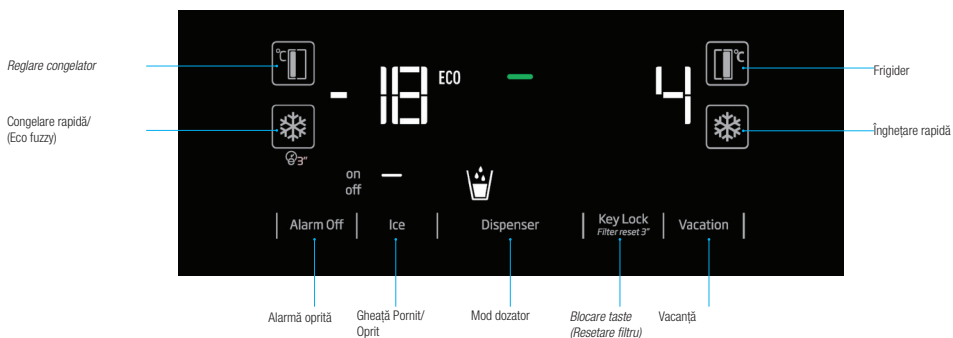 Reglare congelator
Congelare rapidă/
(Eco fuzzy)
°C
- 18
ECO
4
°C
3"
on
off
Alarm Off
Ice
Dispenser
Key Lock
Filter reset 3"
Vacation
Frigider
Înghețare rapidă
Alarmă oprită
Gheață Pornit/
Oprit
Mod dozator
Blocare taste
(Resetare filtru)
Vacanță